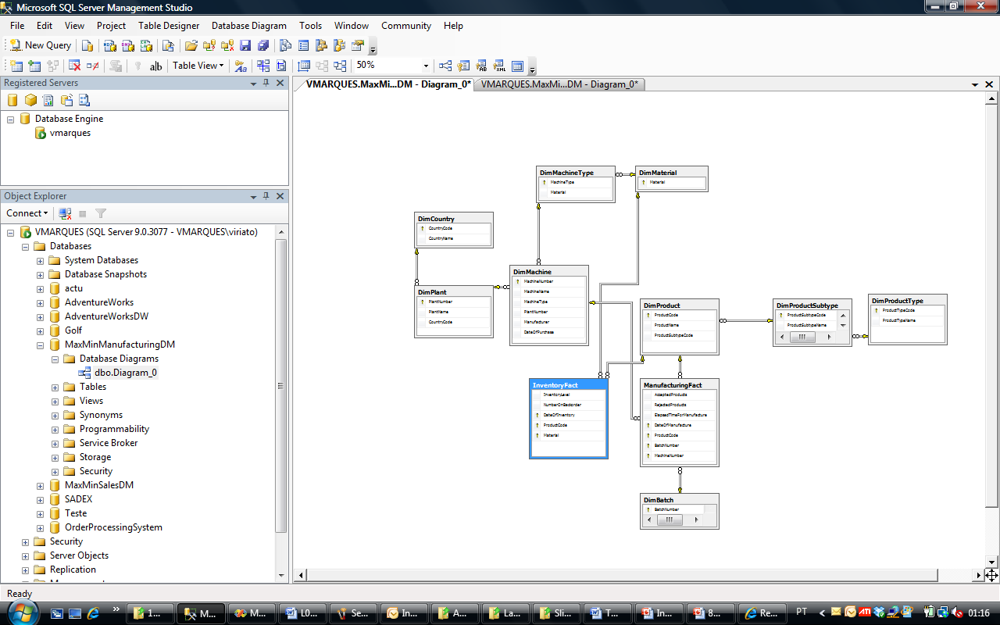 Microsoft SQL Server Management Studio
File Edit View Project Table Designer Database Diagram Tools Window Community Help
New Query
Table View 50%
Registered Servers
Database Engine
vmarques
Object Explorer
Connect
VMARQUES (SQL Server 9.0.3077 - VMARQUES\viriato)
Databases
System Databases
Database Snapshots
actu
AdventureWorks
AdventureWorksDW
Golf
MaxMinManufacturingDM
Database Diagrams
dbo.Diagram_0
Tables
Views
Synonyms
Programmability
Service Broker
Storage
Security
MaxMinSalesDM
SADEX
Teste
OrderProcessingSystem
Security
Server Objects
Replication
VMARQUES.MaxMi...DM - Diagram_0* VMARQUES.MaxMi...DM - Diagram_0*
DimMachineType
MachineType
Material
DimMaterial
Material
DimCountry
CountryCode
CountryName
DimPlant
PlantNumber
PlantName
CountryCode
DimMachine
MachineNumber
MachineName
MachineType
PlantNumber
Manufacturer
DateOfPurchase
DimProduct
ProductCode
ProductName
ProductSubtypeCode
DimProductSubtype
ProductSubtypeCode
ProductSubtypeName
DimProductType
ProductTypeCode
ProductTypeName
InventoryFact
InventoryLevel
NumberOnBackorder
DateOfInventory
ProductCode
Material
ManufacturingFact
AcceptedProducts
RejectedProducts
ElapsedTimeForManufacture
DateOfManufacture
ProductCode
BatchNumber
MachineNumber
DimBatch
BatchNumber
Ready
1... M... M... L0... Se... In... A... La... Sli... T... In... 8... Re... PT 01:16